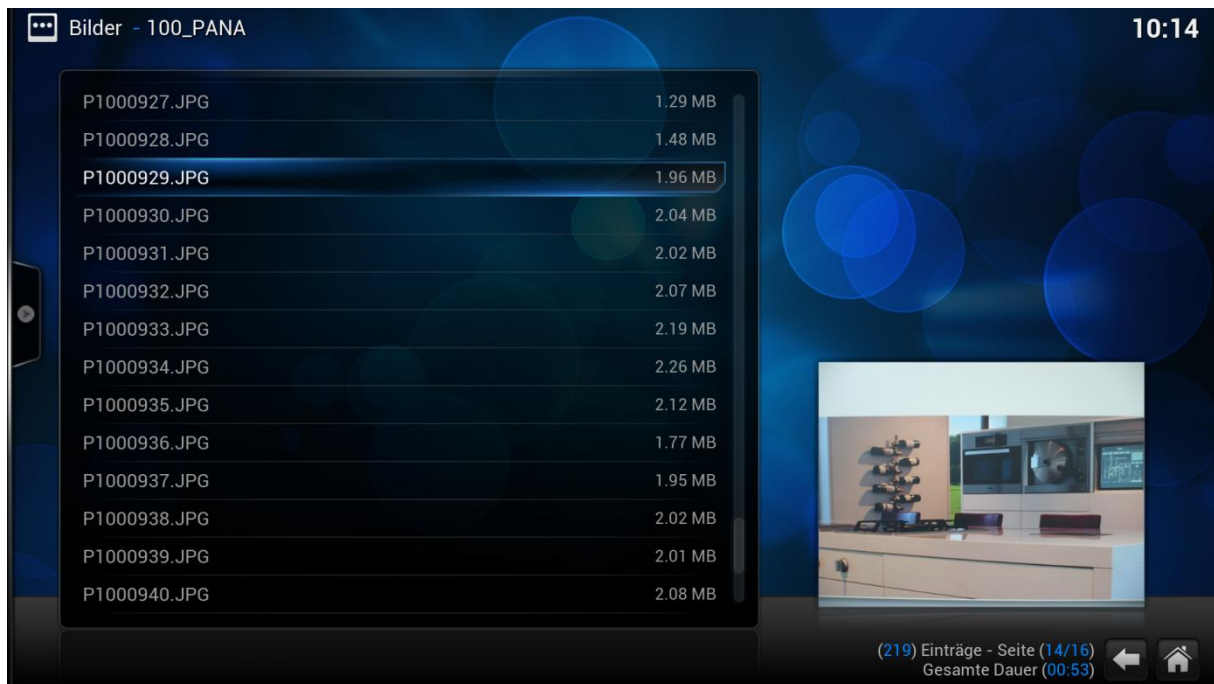 Bilder - 100_PANA
10:14
P1000927.JPG 1.29 MB
P1000928.JPG 1.48 MB
P1000929.JPG 1.96 MB
P1000930.JPG 2.04 MB
P1000931.JPG 2.02 MB
P1000932.JPG 2.07 MB
P1000933.JPG 2.19 MB
P1000934.JPG 2.26 MB
P1000935.JPG 2.12 MB
P1000936.JPG 1.77 MB
P1000937.JPG 1.95 MB
P1000938.JPG 2.02 MB
P1000939.JPG 2.01 MB
P1000940.JPG 2.08 MB
(219) Einträge - Seite (14/16)
Gesamte Dauer (00:53)